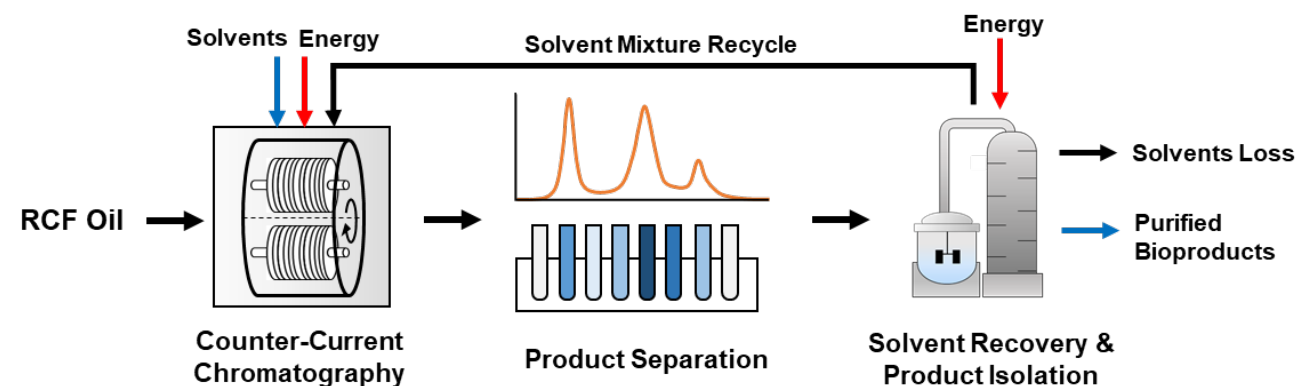 Solvents Energy
Solvent Mixture Recycle
Energy
RCF Oil
Solvents Loss
Purified
Bioproducts
Counter-Current
Chromatography
Product Separation
Solvent Recovery &
Product Isolation